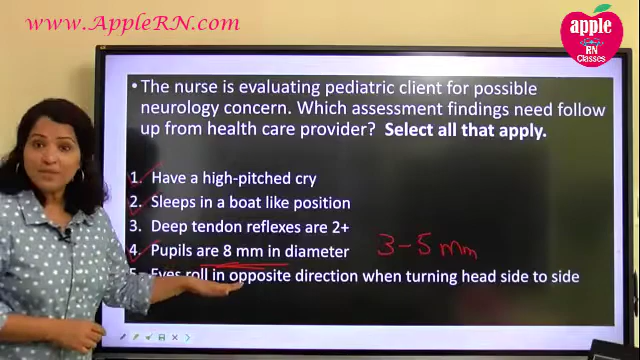 www.AppleRN.com
apple
RN
Classes
• The nurse is evaluating pediatric client for possible
neurology concern. Which assessment findings need follow
up from health care provider? Select all that apply.
1. Have a high-pitched cry
2. Sleeps in a boat like position
3. Deep tendon reflexes are 2+
4. Pupils are 8 mm in diameter
3-5 mm
5. Eyes roll in opposite direction when turning head side to side